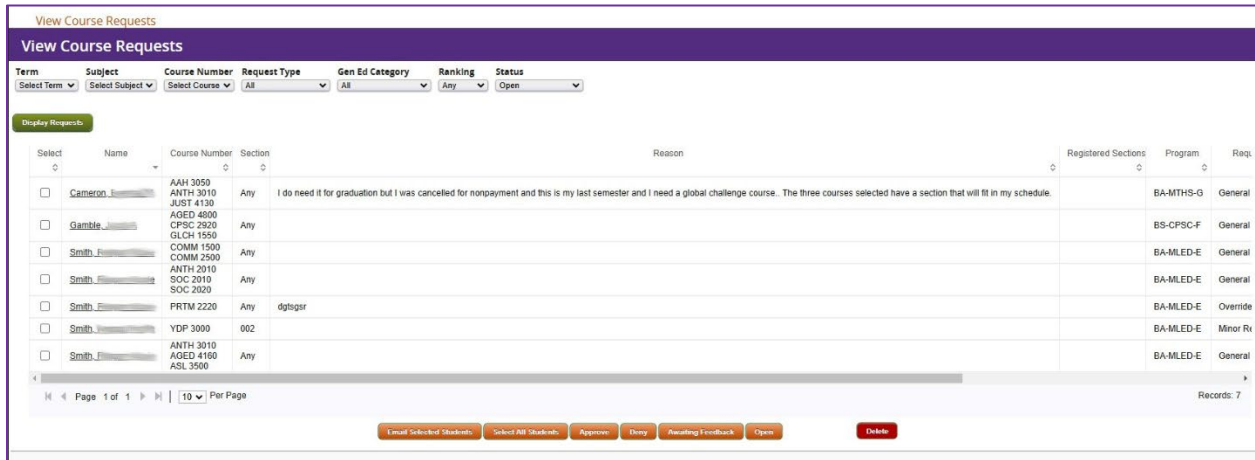 View Course Requests
View Course Requests
Term Subject Course Number Request Type Gen Ed Category Ranking Status
Select Term Select Subject Select Course All All Any Open
Display Requests
Select Name Course Number Section Reason Registered Sections Program Requ
AAH 3050
Cameron, ANTH 3010 Any I do need it for graduation but I was cancelled for nonpayment and this is my last semester and I need a global challenge course.. The three courses selected have a section that will fit in my schedule. BA-MTHS-G General
JUST 4130
AGED 4800
Gamble, CPSC 2920 Any BS-CPSC-F General
GLCH 1550
COMM 1500
Smith, Any BA-MLED-E General
COMM 2500
ANTH 2010
Smith, SOC 2010 Any BA-MLED-E General
SOC 2020
Smith, PRTM 2220 Any dgtsgsr BA-MLED-E Override
Smith, YDP 3000 002 BA-MLED-E Minor Re
ANTH 3010
Smith, AGED 4160 Any BA-MLED-E General
ASL 3500
Page 1 of 1 10 Per Page Records: 7
Email Selected Students Select All Students Approve Deny Awaiting Feedback Open Delete